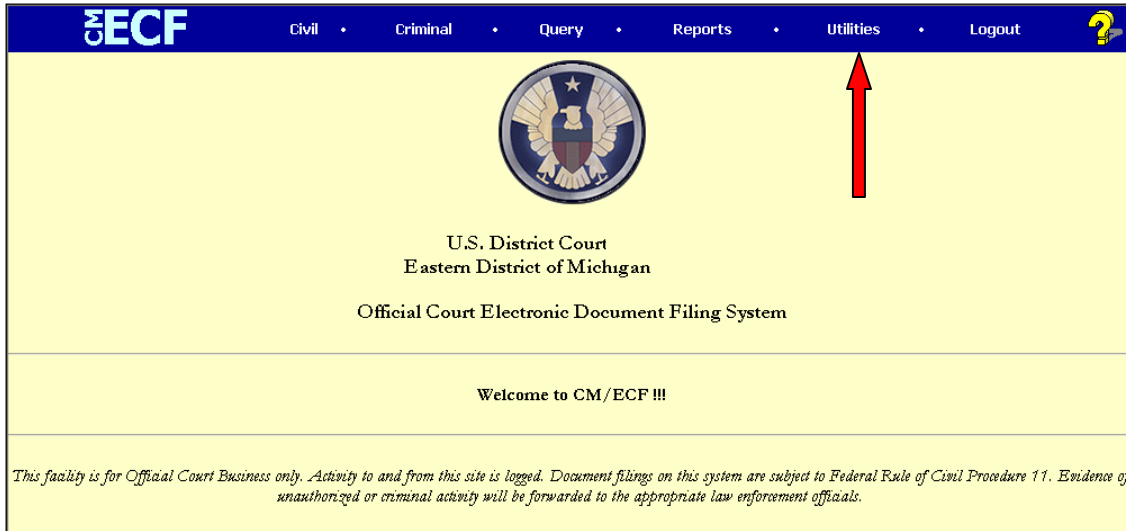 CM ECF Civil • Criminal • Query • Reports • Utilities • Logout ?
U.S. District Court
Eastern District of Michigan
Official Court Electronic Document Filing System
Welcome to CM/ECF !!!
This facility is for Official Court Business only. Activity to and from this site is logged. Document filings on this system are subject to Federal Rule of Civil Procedure 11. Evidence of
unauthorized or criminal activity will be forwarded to the appropriate law enforcement officials.